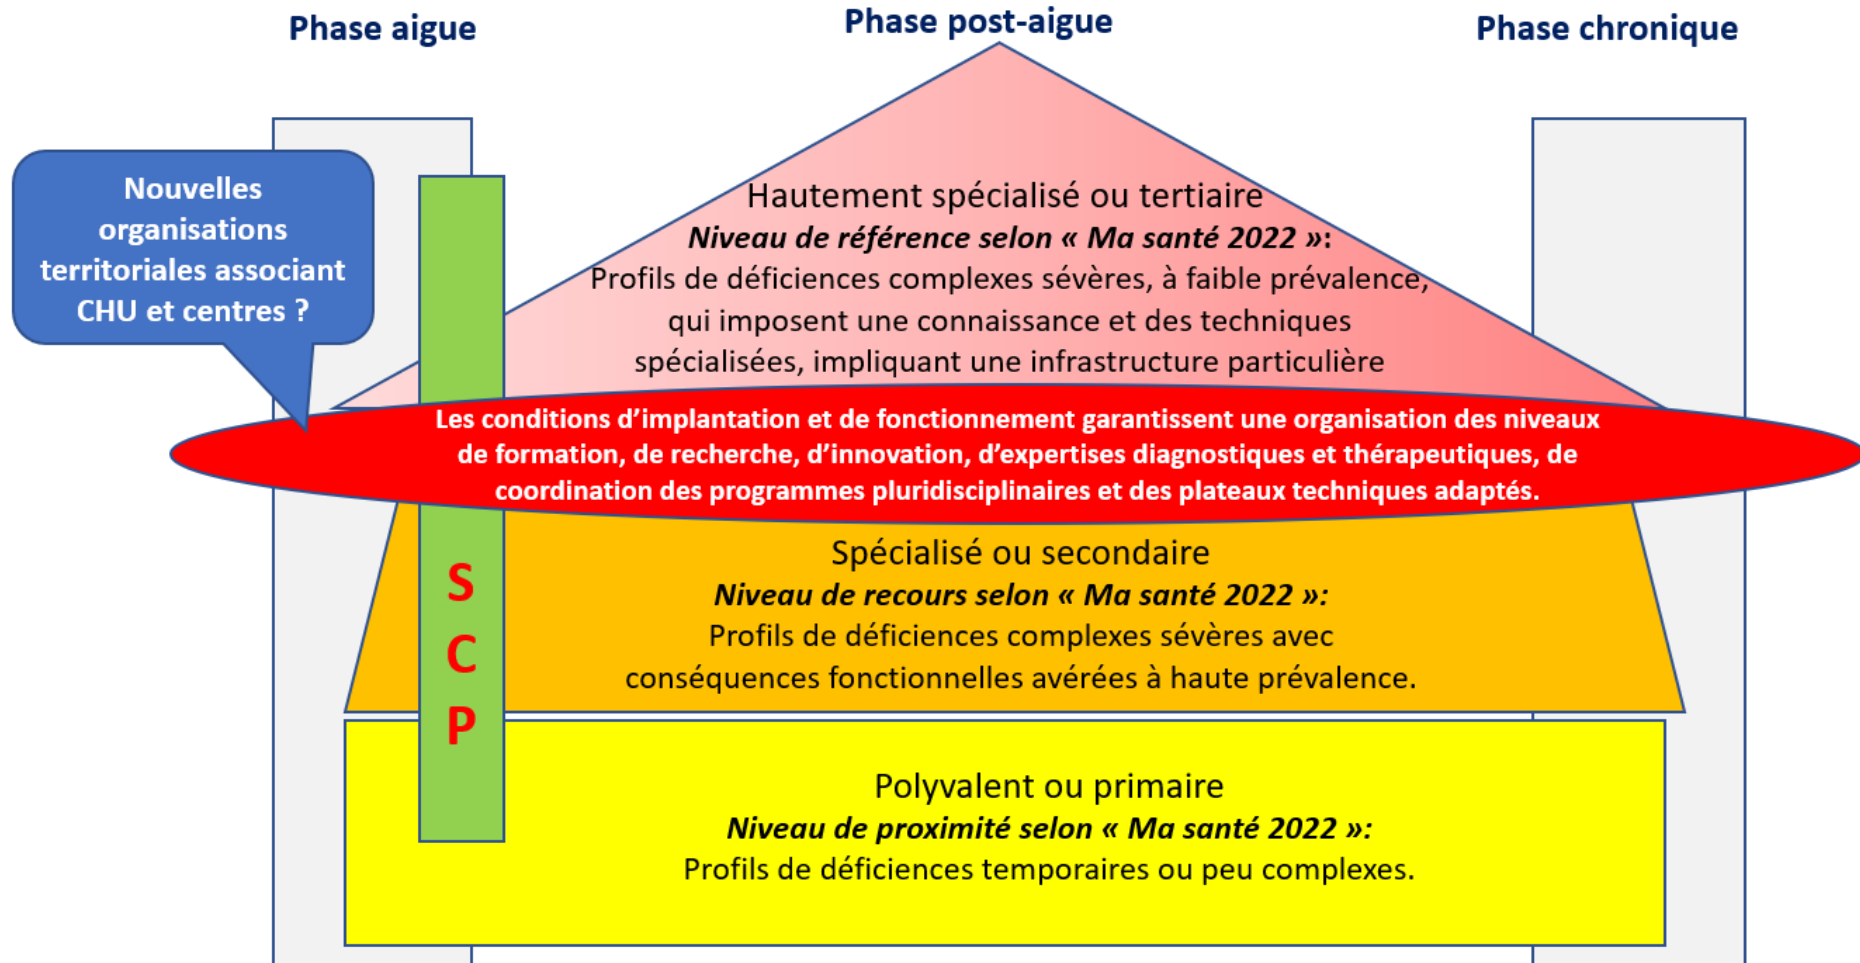 Phase aigue
Phase post-aigue
Phase chronique
Nouvelles
organisations
territoriales associant
CHU et centres ?
Hautement spécialisé ou tertiaire
Niveau de référence selon « Ma santé 2022 »:
Profils de déficiences complexes sévères, à faible prévalence,
qui imposent une connaissance et des techniques
spécialisées, impliquant une infrastructure particulière
Les conditions d’implantation et de fonctionnement garantissent une organisation des niveaux
de formation, de recherche, d’innovation, d’expertises diagnostiques et thérapeutiques, de
coordination des programmes pluridisciplinaires et des plateaux techniques adaptés.
S
C
P
Spécialisé ou secondaire
Niveau de recours selon « Ma santé 2022 »:
Profils de déficiences complexes sévères avec
conséquences fonctionnelles avérées à haute prévalence.
Polyvalent ou primaire
Niveau de proximité selon « Ma santé 2022 »:
Profils de déficiences temporaires ou peu complexes.